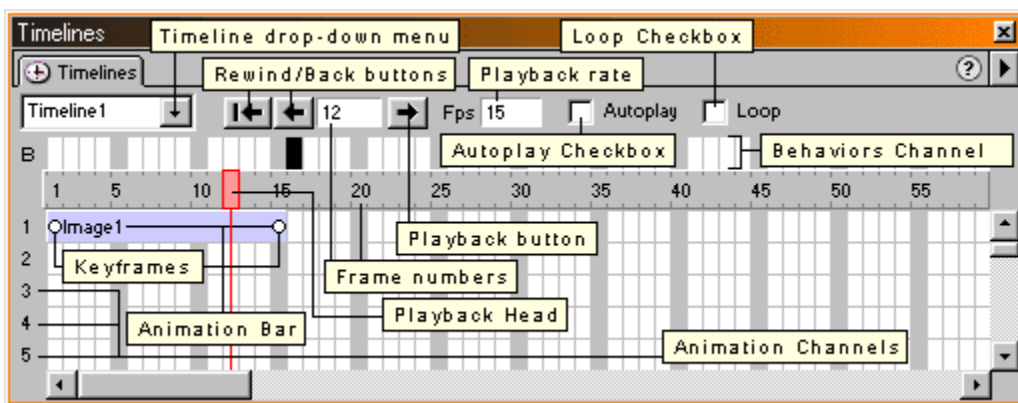 Timelines
Timeline drop-down menu
Loop Checkbox
Timelines
Rewind/Back buttons
Playback rate
?
Timeline1
12
Fps 15
Autoplay
Loop
B
Autoplay Checkbox
Behaviors Channel
1 5 10 15 20 25 30 35 40 45 50 55
1
Image1
Playback button
2
Keyframes
Frame numbers
3
Playback Head
4
Animation Bar
Animation Channels
5